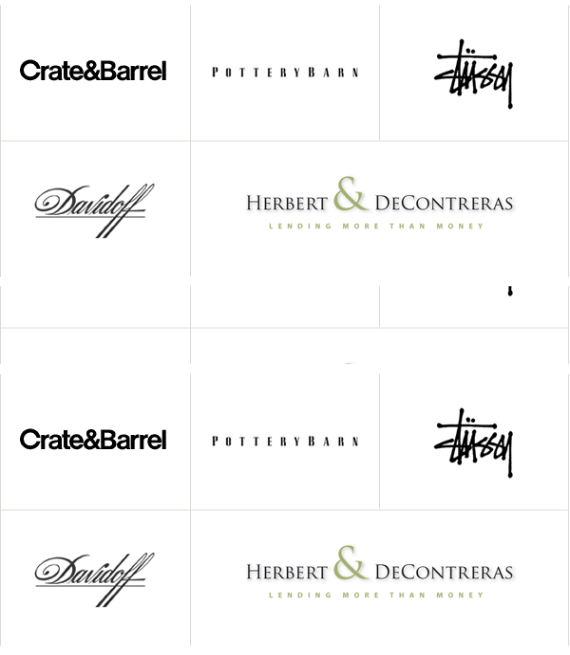 Crate&Barrel
POTTERYBARN
Stüssy
Davidoff
HERBERT & DECONTRERAS
LENDING MORE THAN MONEY
Crate&Barrel
POTTERYBARN
Stüssy
Davidoff
HERBERT & DECONTRERAS
LENDING MORE THAN MONEY